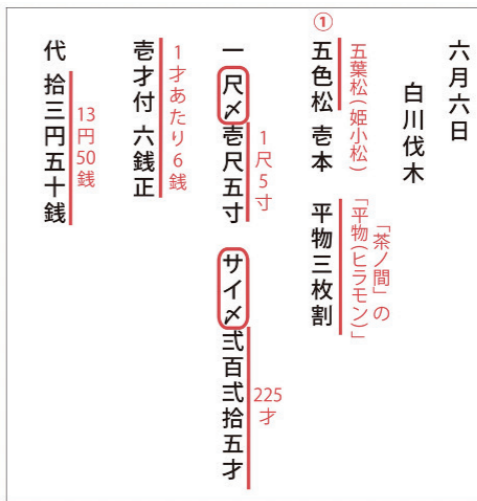 六月六日
白川伐木
五葉松(姫小松)
「茶ノ間」の
「平物(ヒラモン)」
①
五色松 壱本 平物三枚割
1尺5寸
一 尺〆壱尺五寸 サイ〆弍百弍拾五才
225才
1才あたり6銭
壱才付 六銭正
13円50銭
代 拾三円五十銭